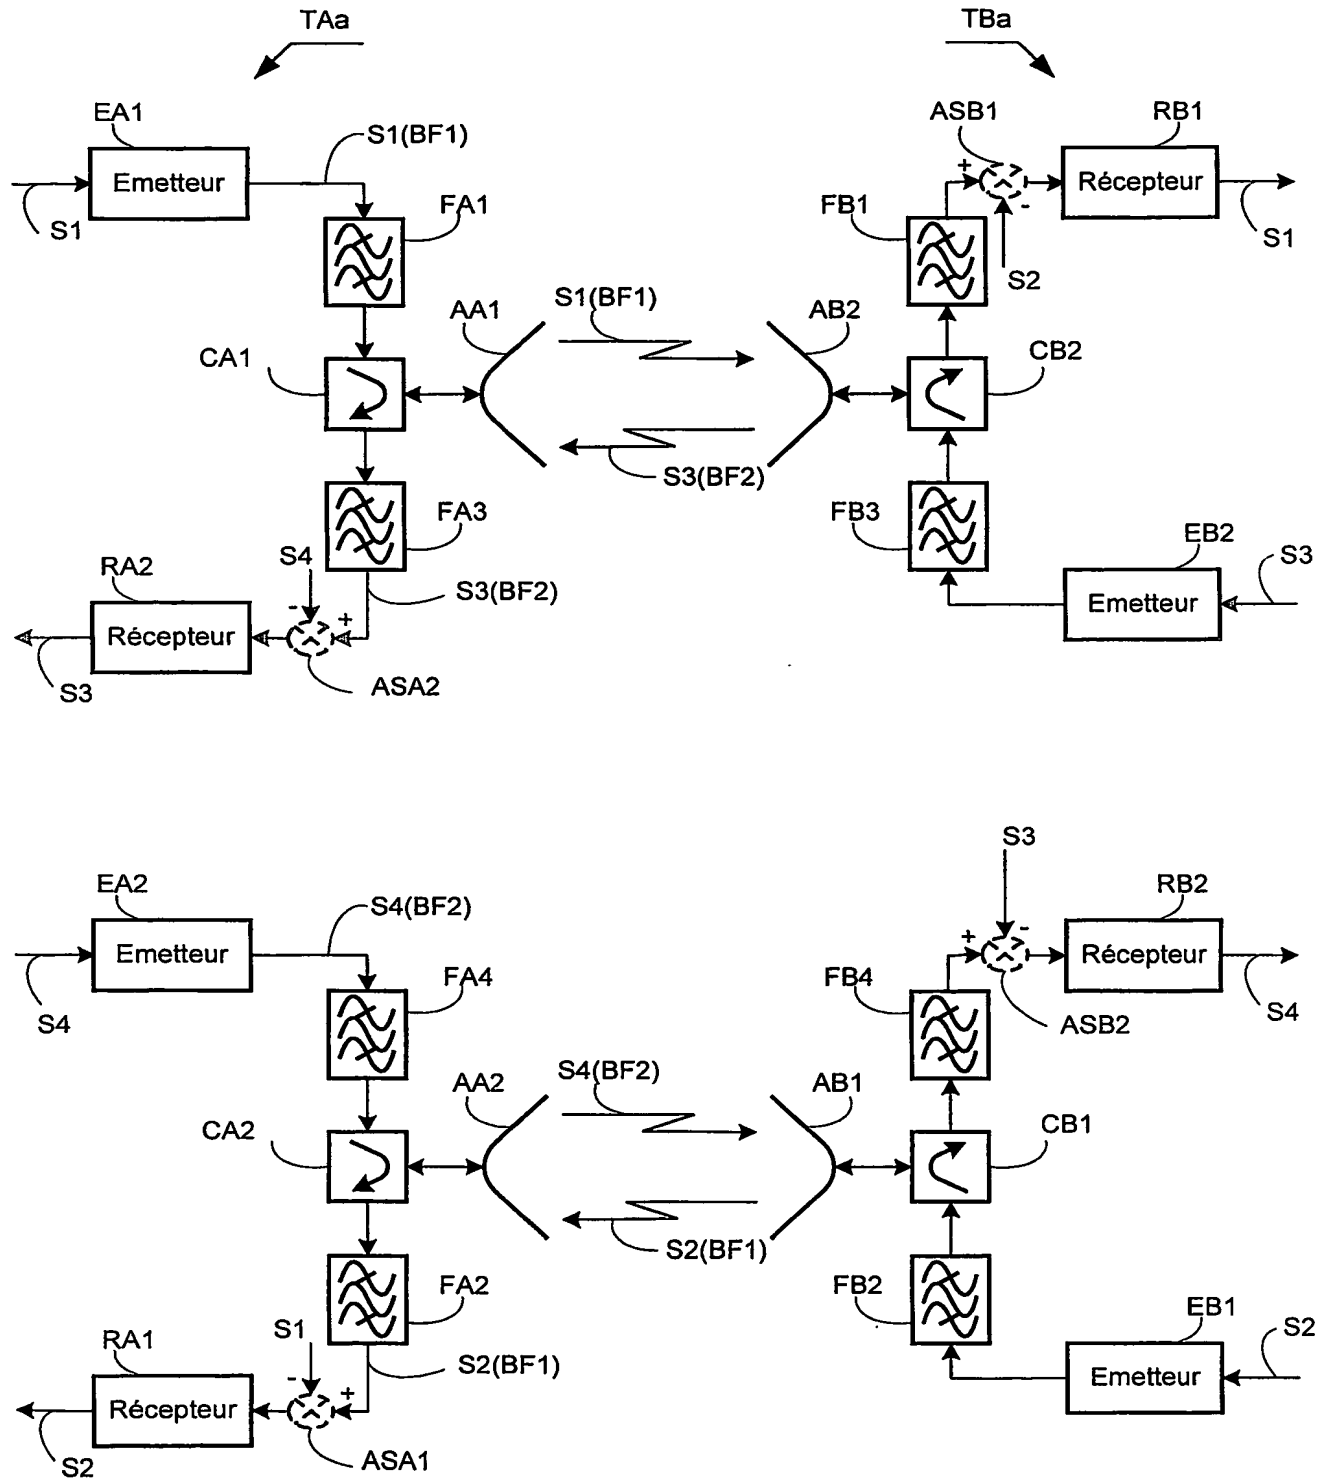 TAa
TBa
EA1
S1(BF1)
ASB1
RB1
Emetteur
+
Récepteur
S1
FA1
FB1
-
S2
S1
AA1
S1(BF1)
AB2
CA1
CB2
S3(BF2)
FA3
FB3
EB2
S3
S4
RA2
S3(BF2)
Emetteur
-
+
Récepteur
S3
ASA2
S3
EA2
S4(BF2)
RB2
Emetteur
+
-
Récepteur
S4
FA4
FB4
ASB2
S4
AA2
S4(BF2)
AB1
CA2
CB1
S2(BF1)
FA2
FB2
EB1
S2
S1
RA1
S2(BF1)
Emetteur
-
+
Récepteur
S2
ASA1